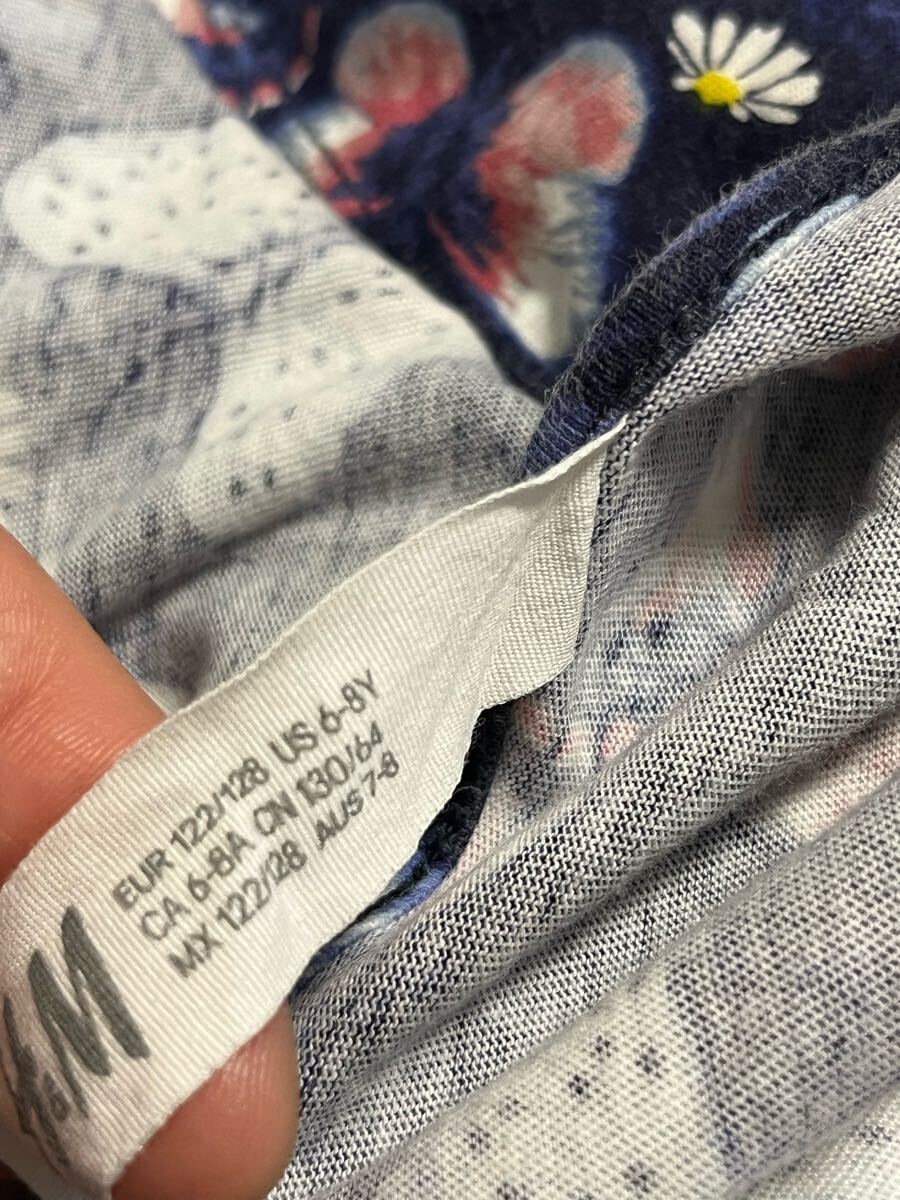 EUR 122/128 US 6-8Y
CA 6-8A CN 130/64
MX 122/128 AUS 7-8
&M